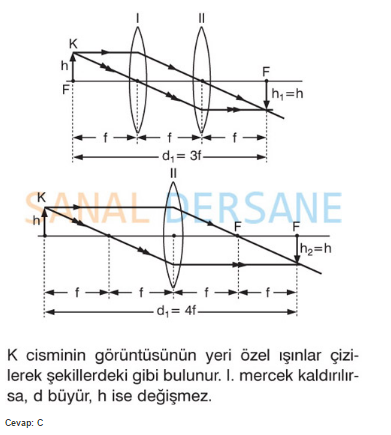 I II
K
h
F F
h₁=h
f f f
d₁= 3f
SANAL DERSANE
II
K
h
F F
h₂=h
f f f f
d₁= 4f
K cisminin görüntüsünün yeri özel ışınlar çizi-
lerek şekillerdeki gibi bulunur. I. mercek kaldırılır-
sa, d büyür, h ise değişmez.
Cevap: C